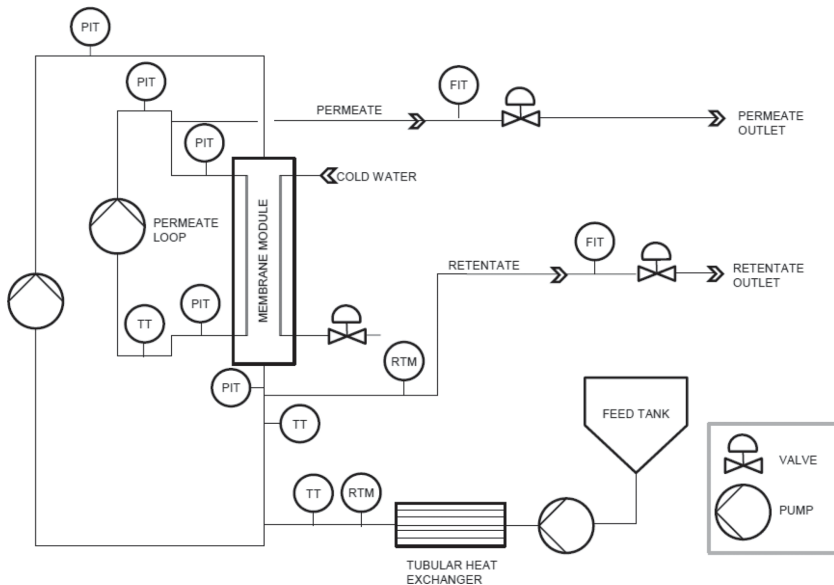 PIT
PIT
FIT
PERMEATE
PERMEATE
OUTLET
PIT
COLD WATER
MEMBRANE MODULE
PERMEATE
LOOP
FIT
RETENTATE
RETENTATE
OUTLET
PIT
TT
RTM
PIT
TT
FEED TANK
VALVE
TT
RTM
PUMP
TUBULAR HEAT
EXCHANGER